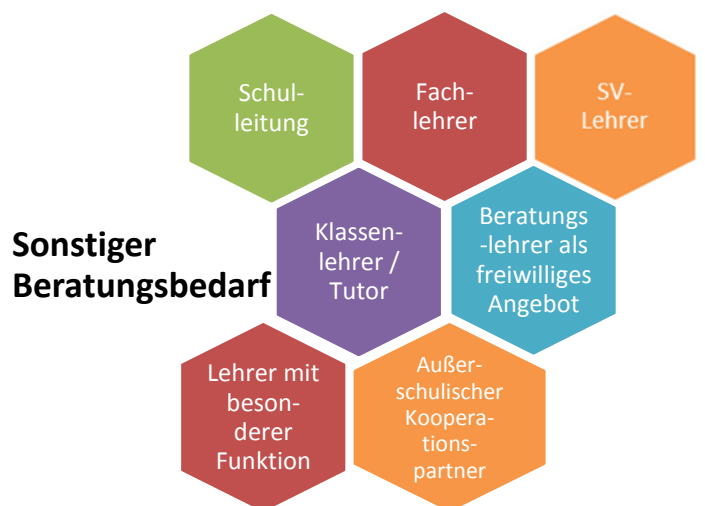 Schul-
leitung
Fach-
lehrer
SV-
Lehrer
Sonstiger
Beratungsbedarf
Klassen-
lehrer /
Tutor
Beratungs
-lehrer als
freiwilliges
Angebot
Lehrer mit
beson-
derer
Funktion
Außer-
schulischer
Koopera-
tions-
partner